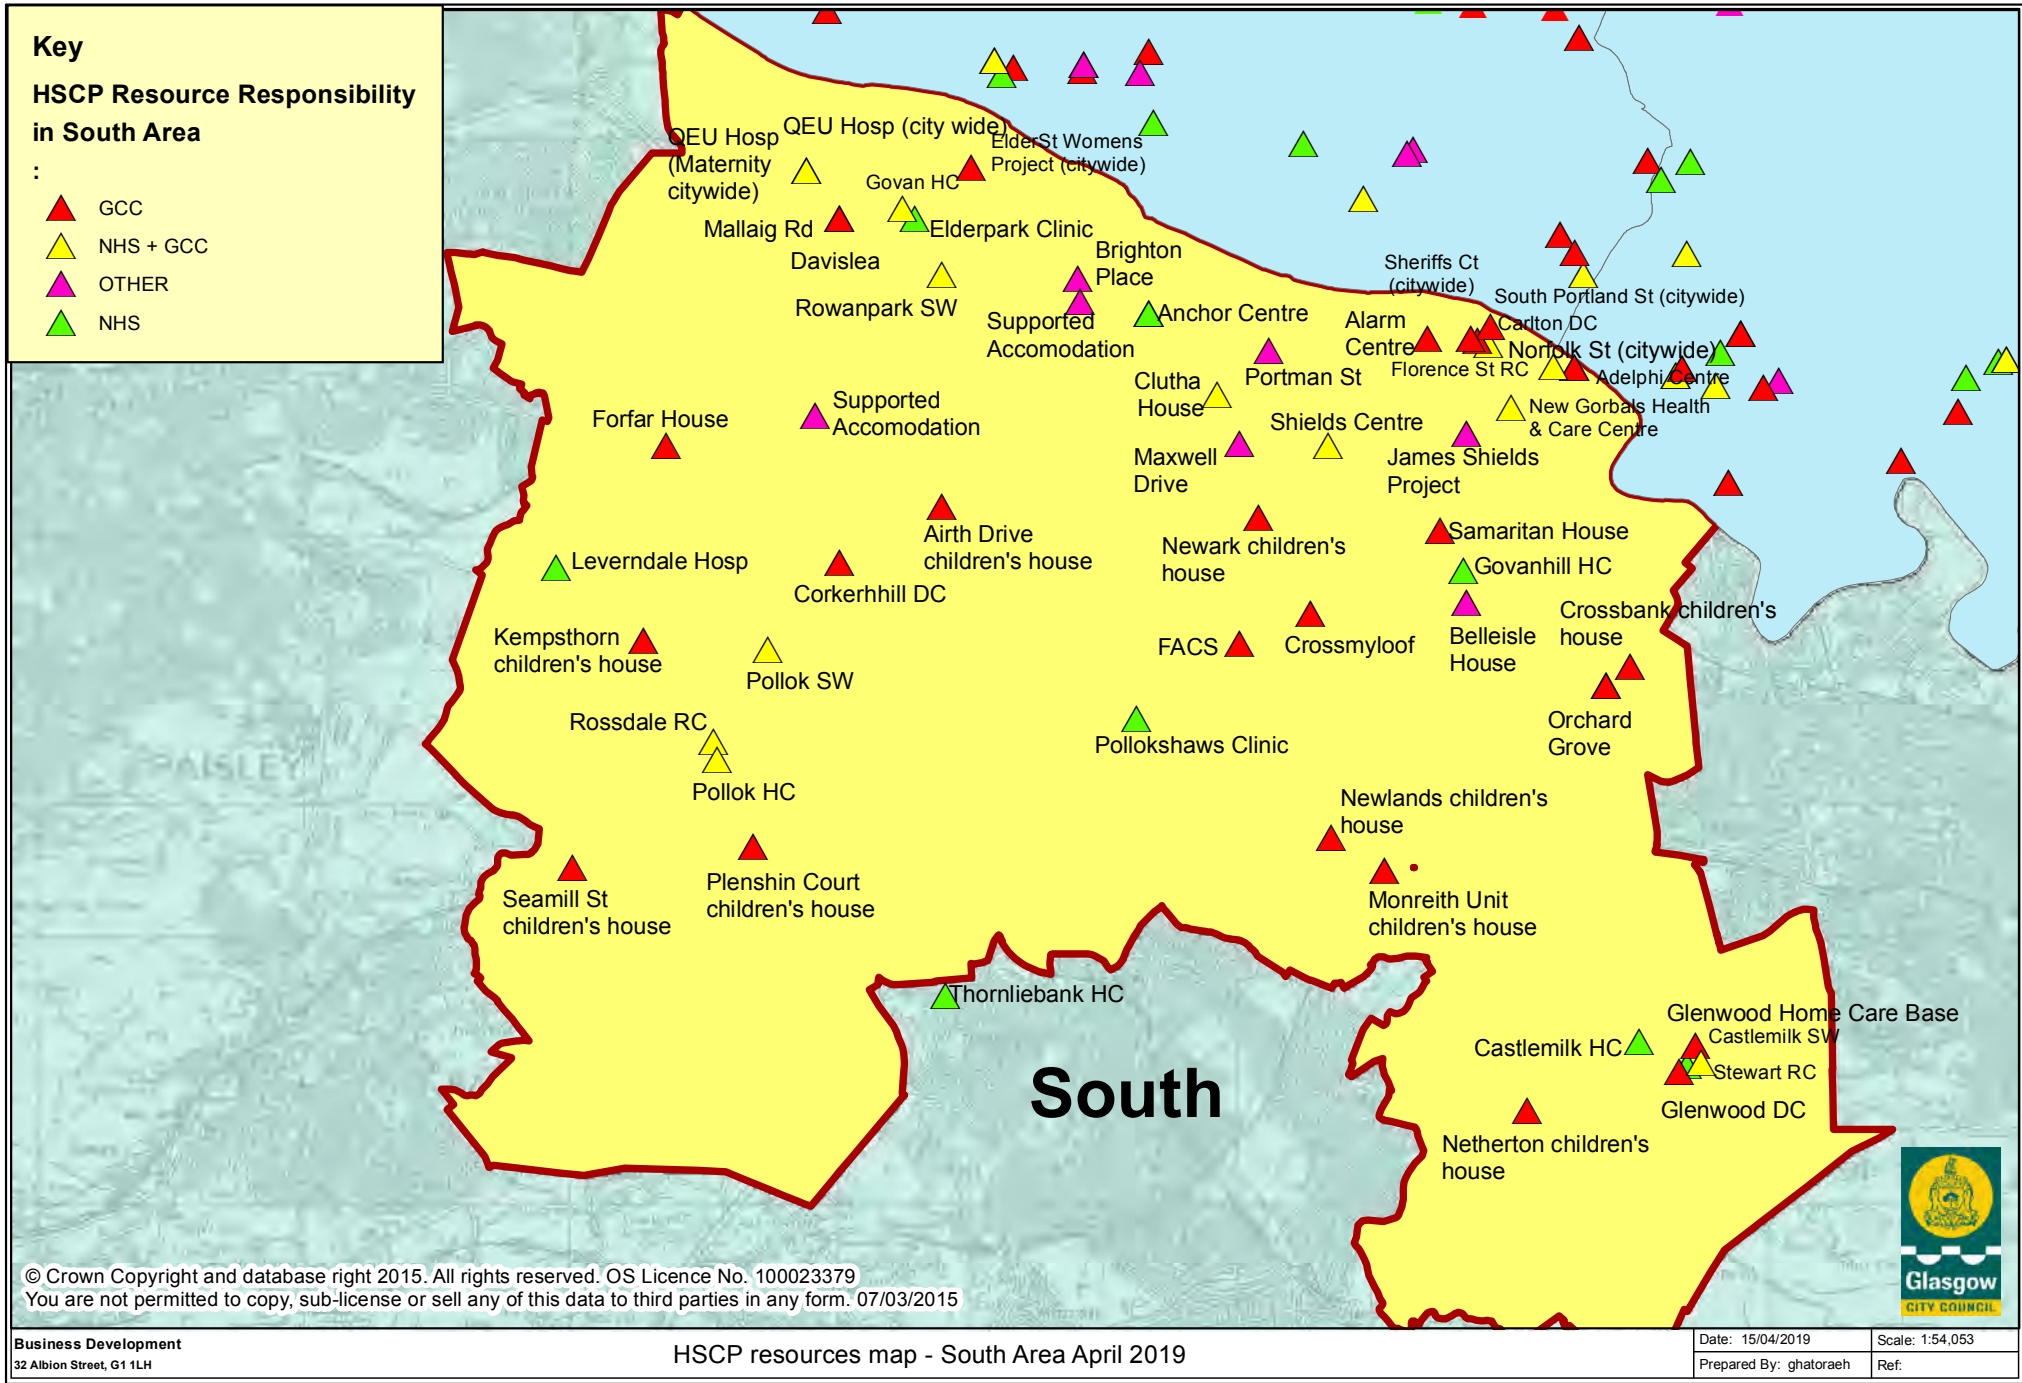 Key
HSCP Resource Responsibility
in South Area
:
GCC
NHS + GCC
OTHER
NHS
QEU Hosp
(Maternity
citywide)
QEU Hosp (city wide)
ElderSt Womens
Project (citywide)
Govan HC
Mallaig Rd
Elderpark Clinic
Davislea
Brighton
Place
Rowanpark SW
Supported
Accomodation
Anchor Centre
Sheriffs Ct
(citywide)
South Portland St (citywide)
Alarm
Centre
Carlton DC
Norfolk St (citywide)
Florence St RC
Adelphi Centre
Portman St
Clutha
House
New Gorbals Health
& Care Centre
Shields Centre
Forfar House
Supported
Accomodation
Maxwell
Drive
James Shields
Project
Airth Drive
children's house
Newark children's
house
Samaritan House
Leverndale Hosp
Corkerhhill DC
Govanhill HC
Crossbank children's
house
Kempsthorn
children's house
FACS
Crossmyloof
Belleisle
House
Pollok SW
Rossdale RC
Pollokshaws Clinic
Orchard
Grove
PAISLEY
Pollok HC
Newlands children's
house
Seamill St
children's house
Plenshin Court
children's house
Monreith Unit
children's house
Thornliebank HC
South
Glenwood Home Care Base
Castlemilk SW
Castlemilk HC
Stewart RC
Glenwood DC
Netherton children's
house
Glasgow
CITY COUNCIL
© Crown Copyright and database right 2015. All rights reserved. OS Licence No. 100023379
You are not permitted to copy, sub-license or sell any of this data to third parties in any form. 07/03/2015
Business Development
32 Albion Street, G1 1LH
HSCP resources map - South Area April 2019
Date: 15/04/2019
Scale: 1:54,053
Prepared By: ghatoraeh
Ref: